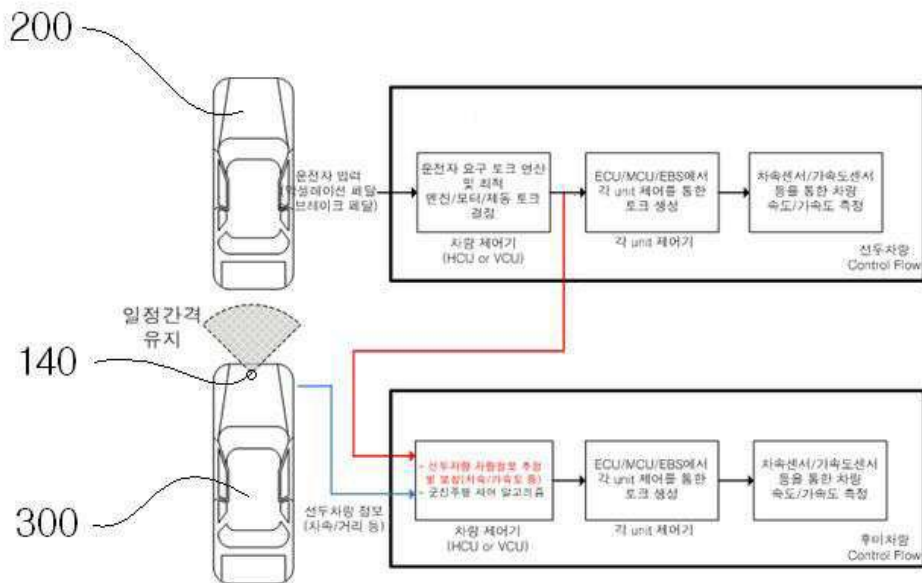 200
운전자 입력
(악셀레이션 페달
브레이크 페달)
운전자 요구 토크 연산
및 최적
엔진/모터/제동 토크
결정
차량 제어기
(HCU or VCU)
ECU/MCU/EBS에서
각 unit 제어를 통한
토크 생성
각 unit 제어기
차속센서/가속도센서
등을 통한 차량
속도/가속도 측정
선두차량
Control Flow
일정간격
유지
140
300
선두차량 정보
(차속/거리 등)
- 선두차량 차량정보 추정
및 보상(차속/가속도 등)
- 군집주행 제어 알고리즘
차량 제어기
(HCU or VCU)
ECU/MCU/EBS에서
각 unit 제어를 통한
토크 생성
각 unit 제어기
차속센서/가속도센서
등을 통한 차량
속도/가속도 측정
후미차량
Control Flow